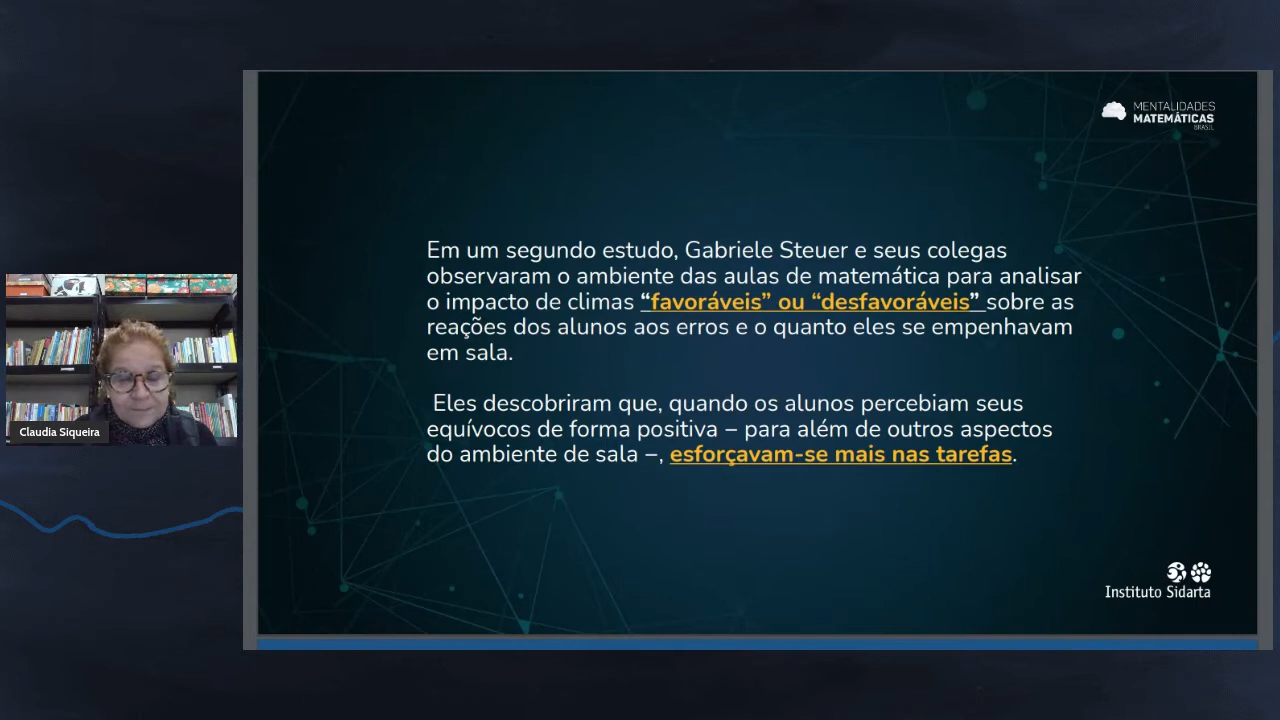 MENTALIDADES
MATEMÁTICAS
BRASIL
Em um segundo estudo, Gabriele Steuer e seus colegas
observaram o ambiente das aulas de matemática para analisar
o impacto de climas “favoráveis” ou “desfavoráveis” sobre as
reações dos alunos aos erros e o quanto eles se empenhavam
em sala.
Eles descobriram que, quando os alunos percebiam seus
equívocos de forma positiva – para além de outros aspectos
do ambiente de sala –, esforçavam-se mais nas tarefas.
Claudia Siqueira
Instituto Sidarta